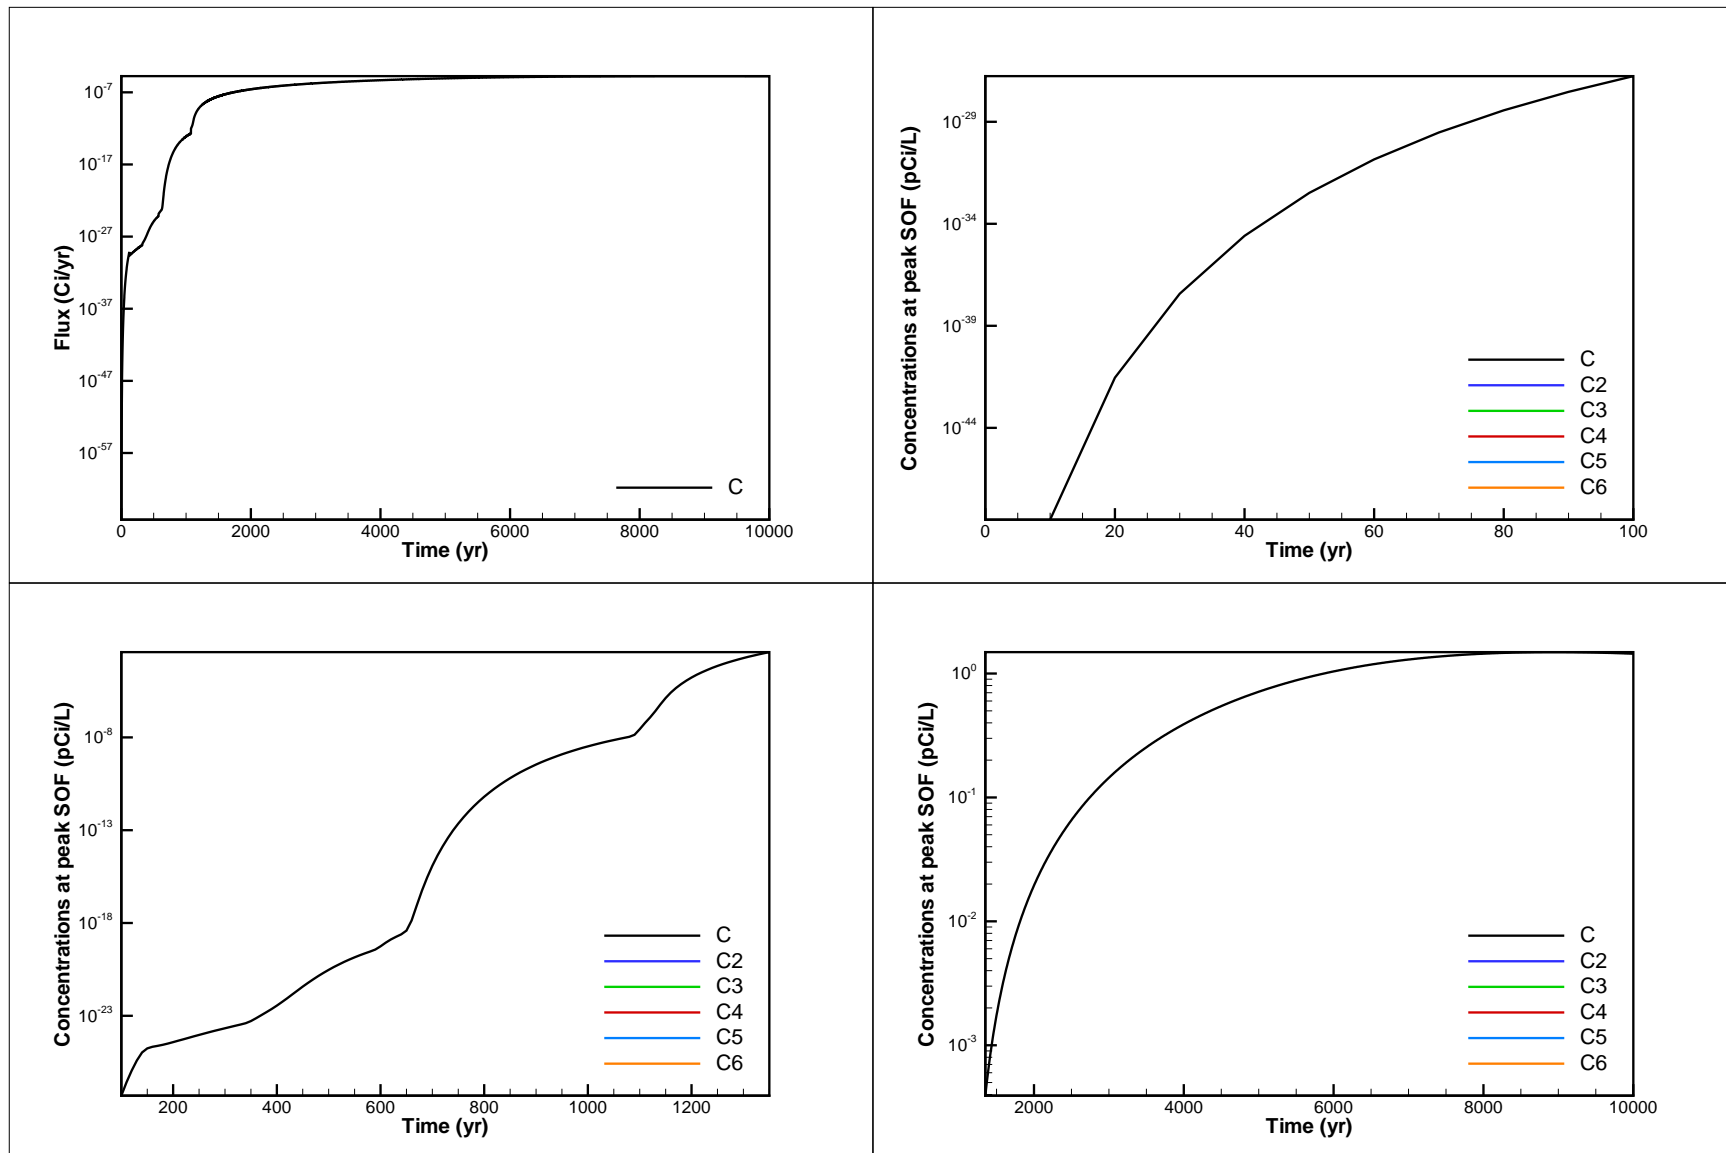 Flux (Ci/yr)
10^-7
10^-17
10^-27
10^-37
10^-47
10^-57
C
0 2000 4000 6000 8000 10000
Time (yr)
Concentrations at peak SOF (pCi/L)
10^-29
10^-34
10^-39
10^-44
C
C2
C3
C4
C5
C6
0 20 40 60 80 100
Time (yr)
Concentrations at peak SOF (pCi/L)
10^-8
10^-13
10^-18
10^-23
C
C2
C3
C4
C5
C6
200 400 600 800 1000 1200
Time (yr)
Concentrations at peak SOF (pCi/L)
10^0
10^-1
10^-2
10^-3
C
C2
C3
C4
C5
C6
2000 4000 6000 8000 10000
Time (yr)